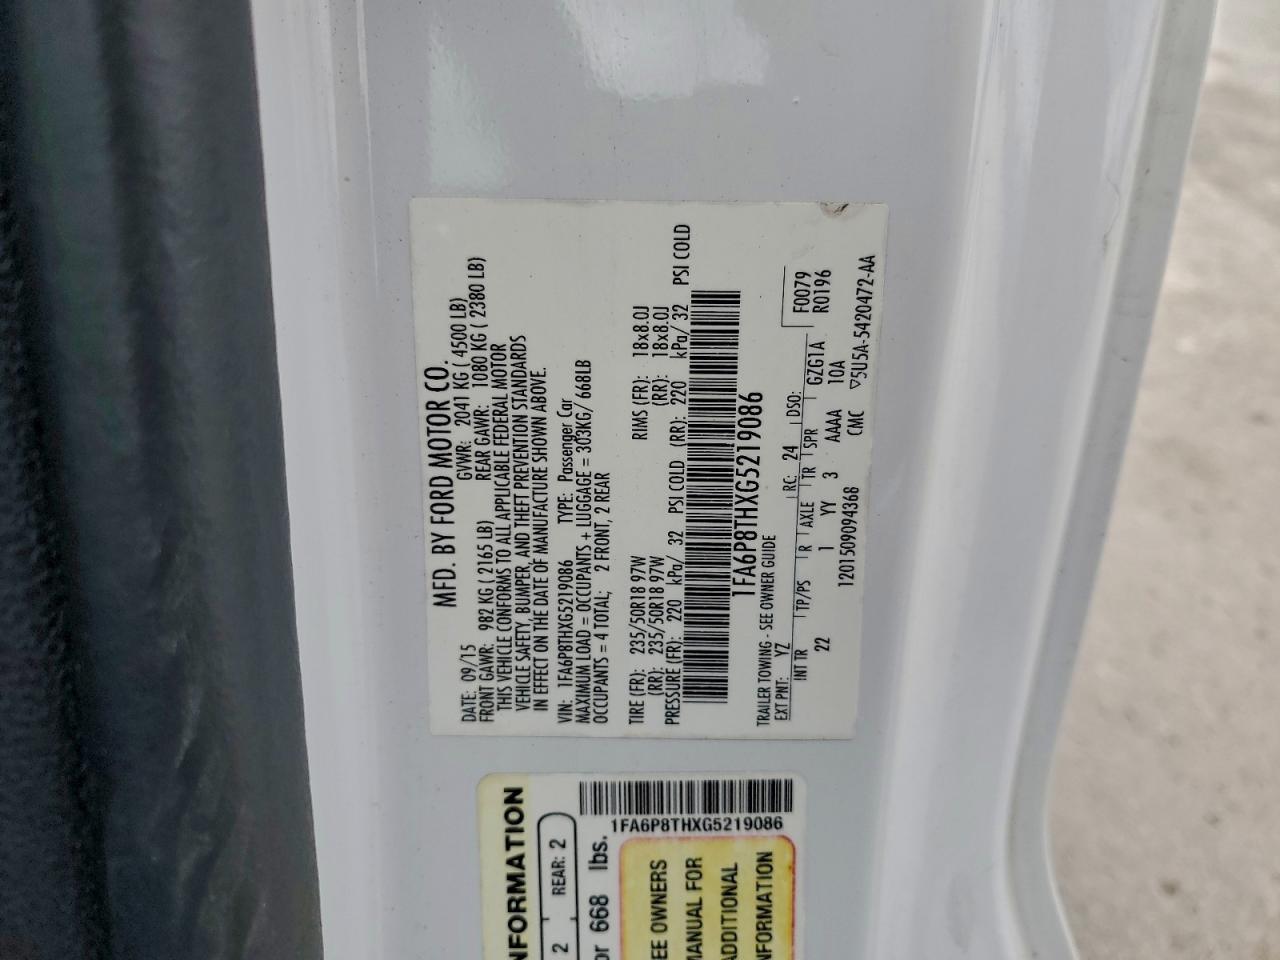 MFD. BY FORD MOTOR CO.
DATE: 09/15 GVWR: 2041 KG ( 4500 LB)
FRONT GAWR: 982 KG ( 2165 LB) REAR GAWR: 1080 KG ( 2380 LB)
THIS VEHICLE CONFORMS TO ALL APPLICABLE FEDERAL MOTOR
VEHICLE SAFETY, BUMPER, AND THEFT PREVENTION STANDARDS
IN EFFECT ON THE DATE OF MANUFACTURE SHOWN ABOVE.
VIN: 1FA6P8THXG5219086 TYPE: Passenger Car
MAXIMUM LOAD = OCCUPANTS + LUGGAGE = 303KG/ 668LB
OCCUPANTS = 4 TOTAL; 2 FRONT, 2 REAR
TIRE (FR): 235/50R18 97W RIMS (FR): 18x8.0J
(RR): 235/50R18 97W (RR): 18x8.0J
PRESSURE (FR): 220 kPa/ 32 PSI COLD (RR): 220 kPa/ 32 PSI COLD
1FA6P8THXG5219086
TRAILER TOWING - SEE OWNER GUIDE
EXT PNT: YZ RC: 24 DSO: F0079
INT TR TP/PS R AXLE TR SPR R0196
22 1 YY 3 AAAA GZG1A
10A
1201509094368 CMC ▽5U5A-5420472-AA
NFORMATION
2 REAR: 2
or 668 lbs.
1FA6P8THXG5219086
EE OWNERS
MANUAL FOR
ADDITIONAL
NFORMATION